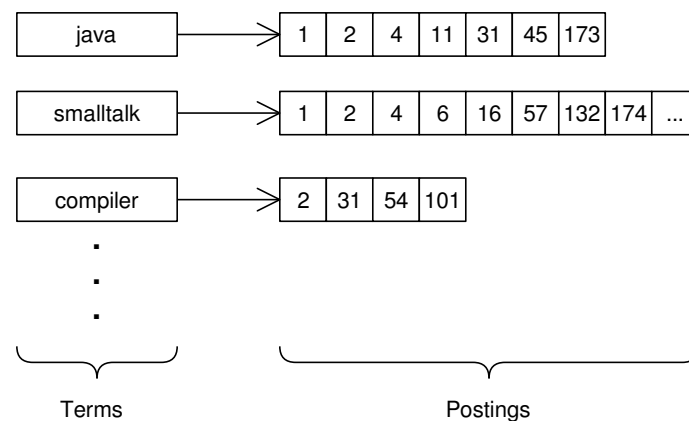 java 1 2 4 11 31 45 173
smalltalk 1 2 4 6 16 57 132 174 ...
compiler 2 31 54 101
Terms Postings